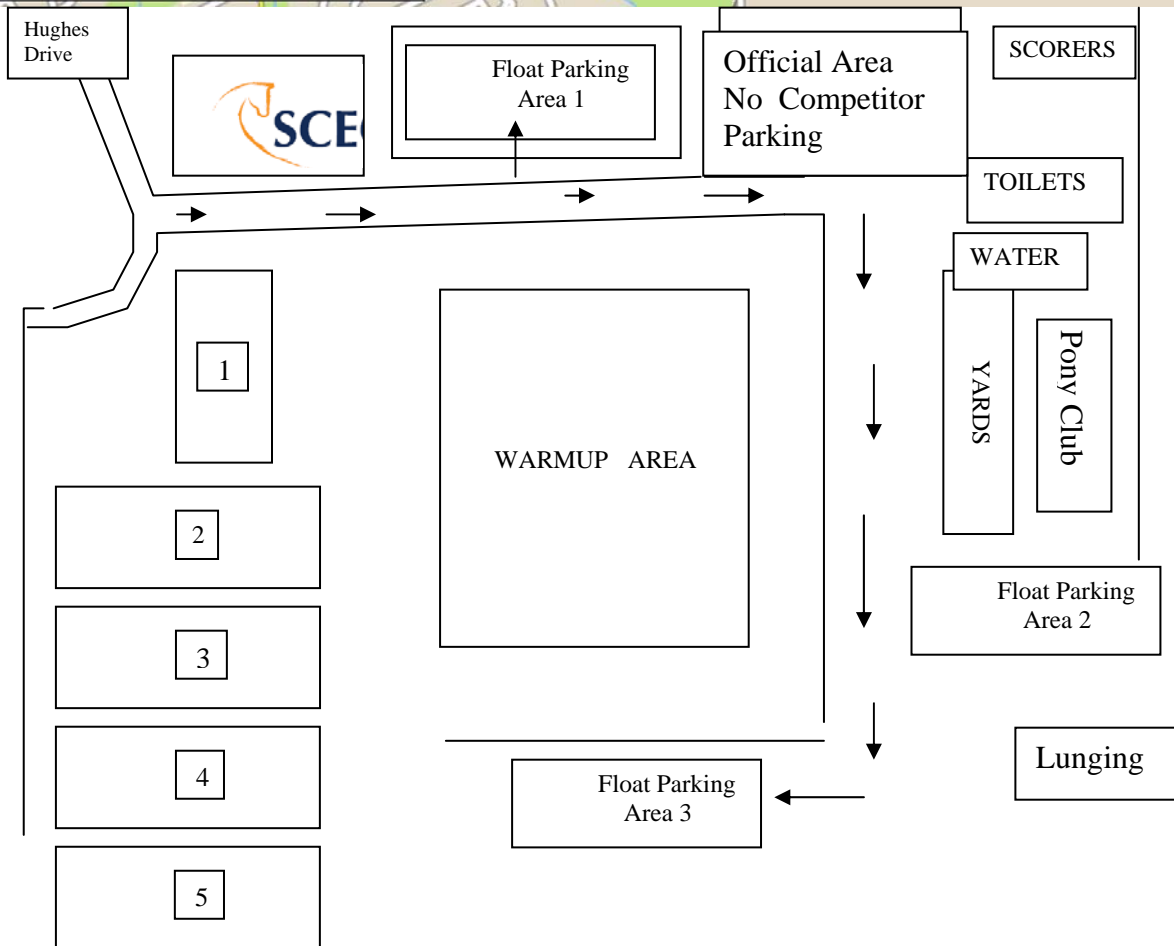 Hughes
Drive
SCE
Float Parking
Area 1
Official Area
No Competitor
Parking
SCORERS
TOILETS
WATER
1
YARDS
Pony Club
WARMUP AREA
2
Float Parking
Area 2
3
4
Float Parking
Area 3
Lunging
5